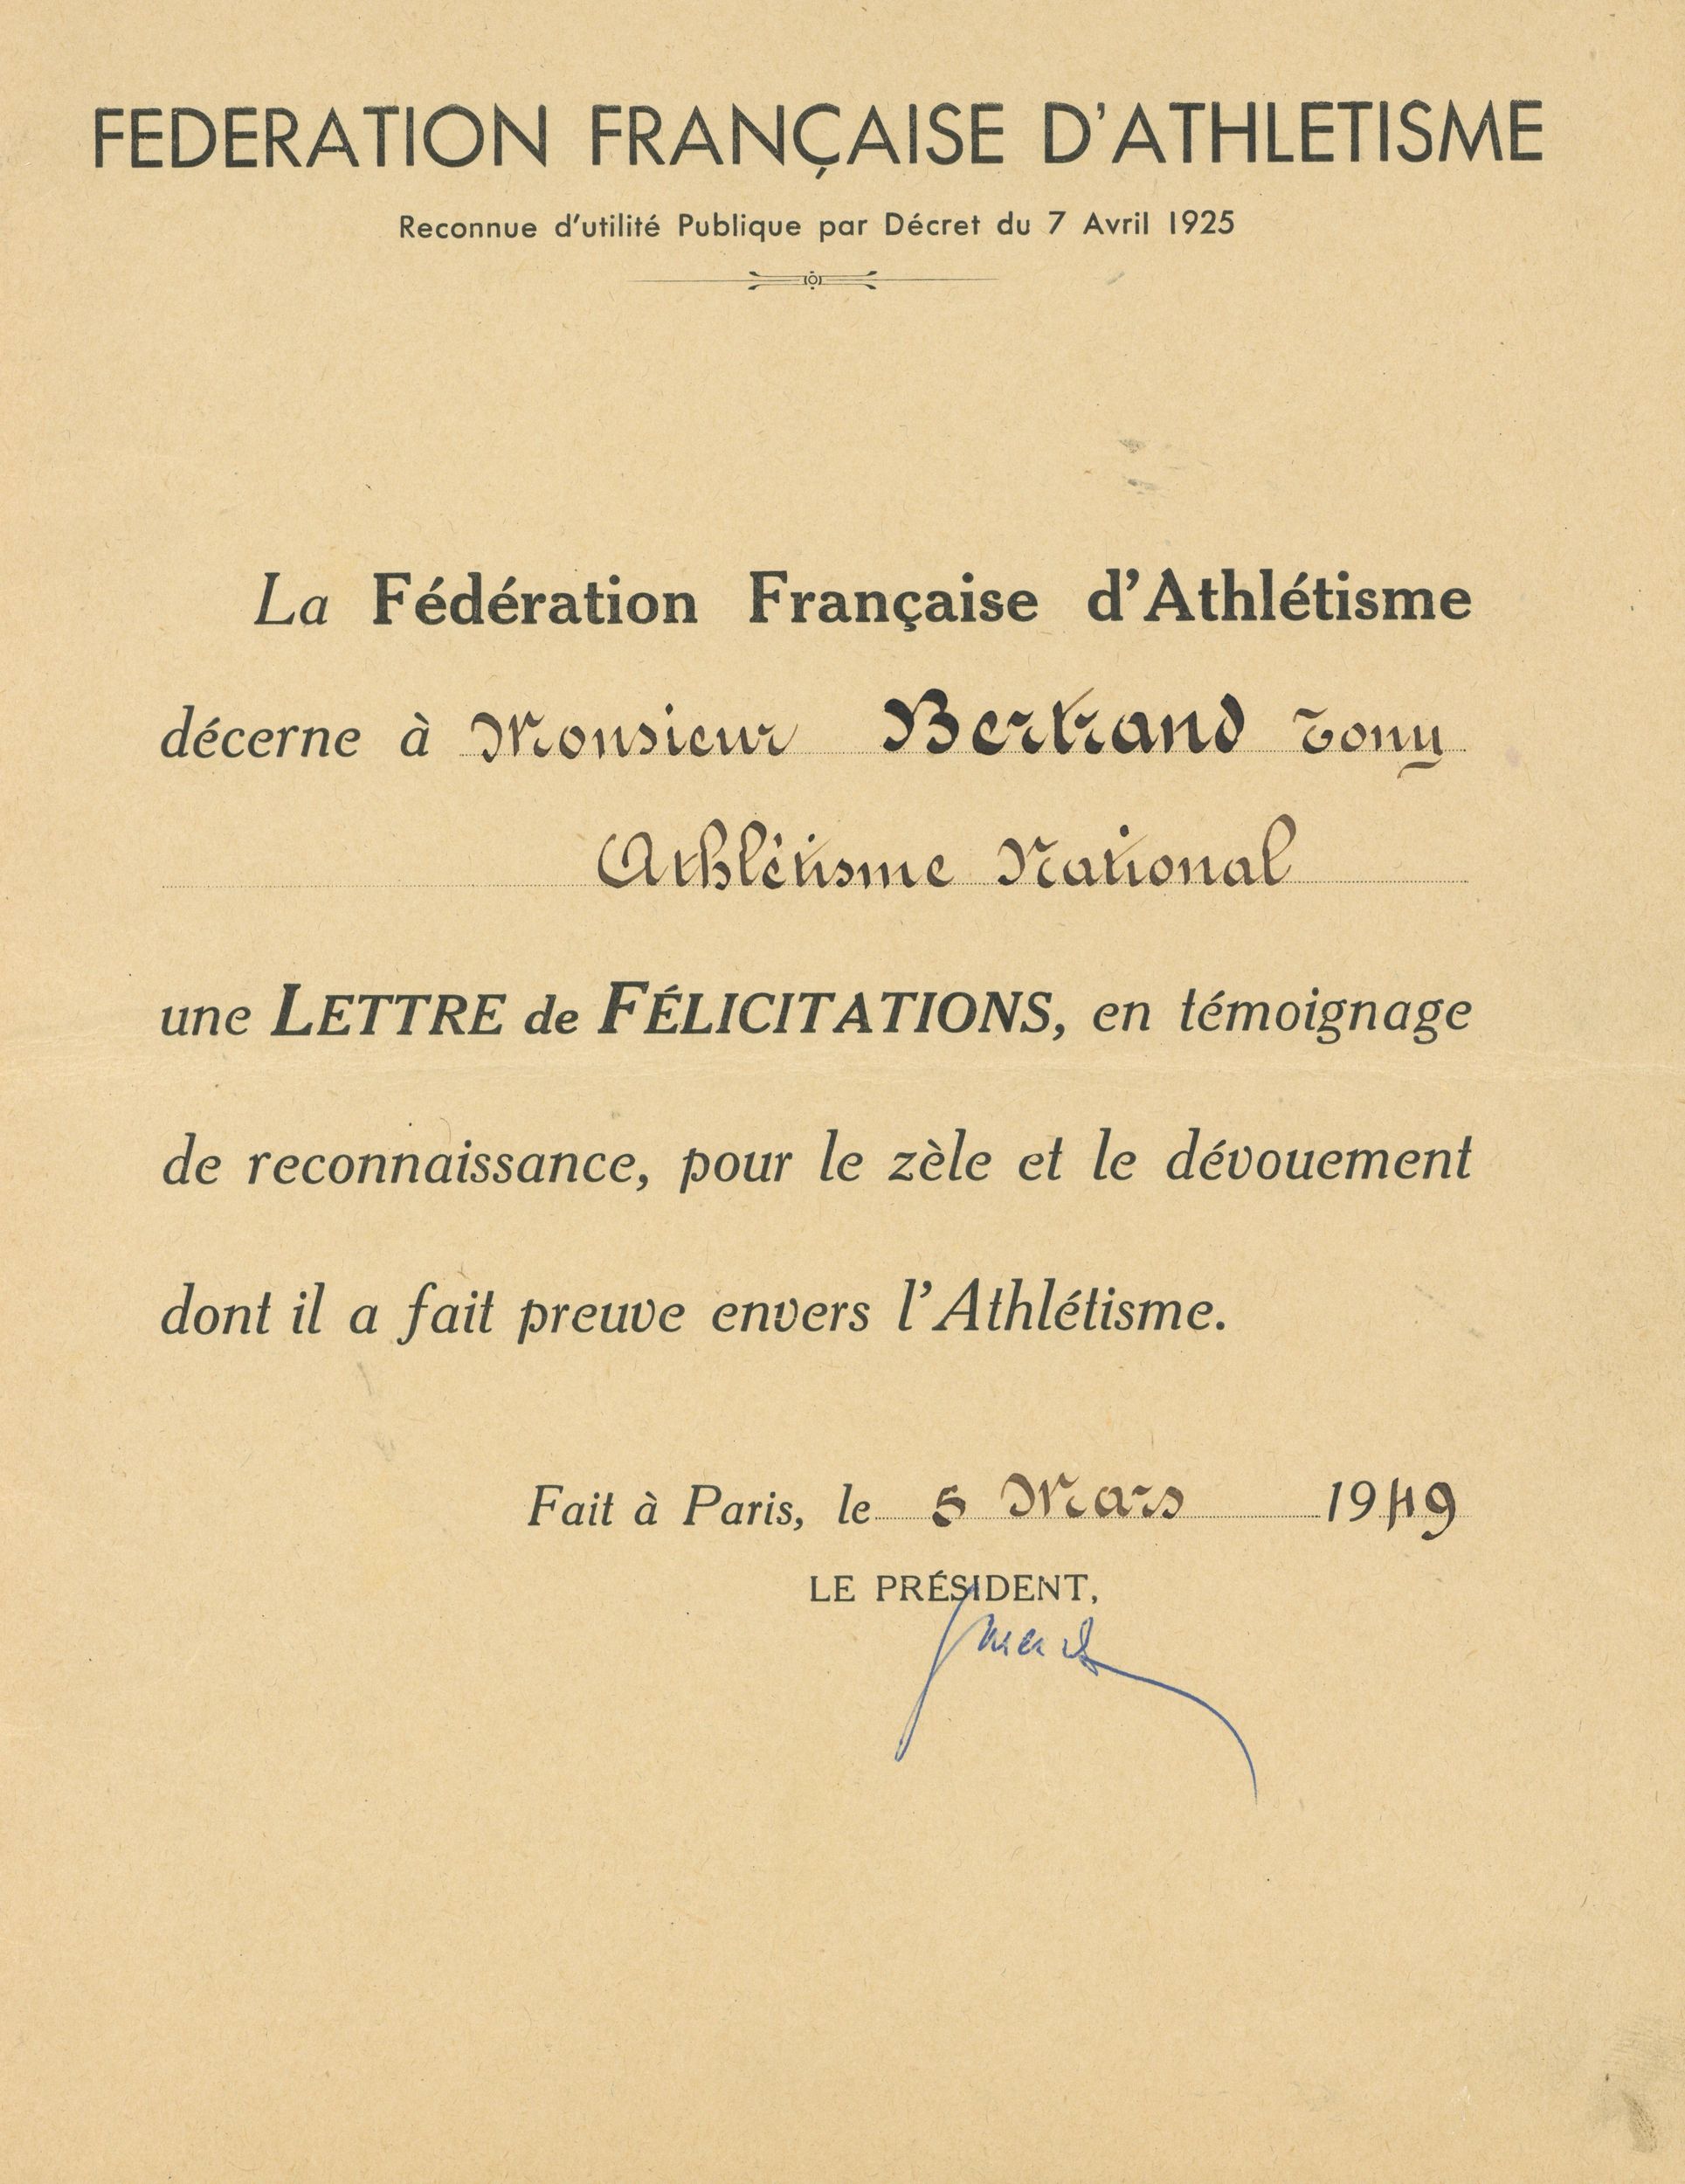 FEDERATION FRANÇAISE D'ATHLETISME
Reconnue d'utilité Publique par Décret du 7 Avril 1925
La Fédération Française d'Athlétisme
décerne à Monsieur Bertrand Tony
Athlétisme National
une LETTRE de FÉLICITATIONS, en témoignage
de reconnaissance, pour le zèle et le dévouement
dont il a fait preuve envers l'Athlétisme.
Fait à Paris, le 5 Mars 1949
LE PRÉSIDENT,